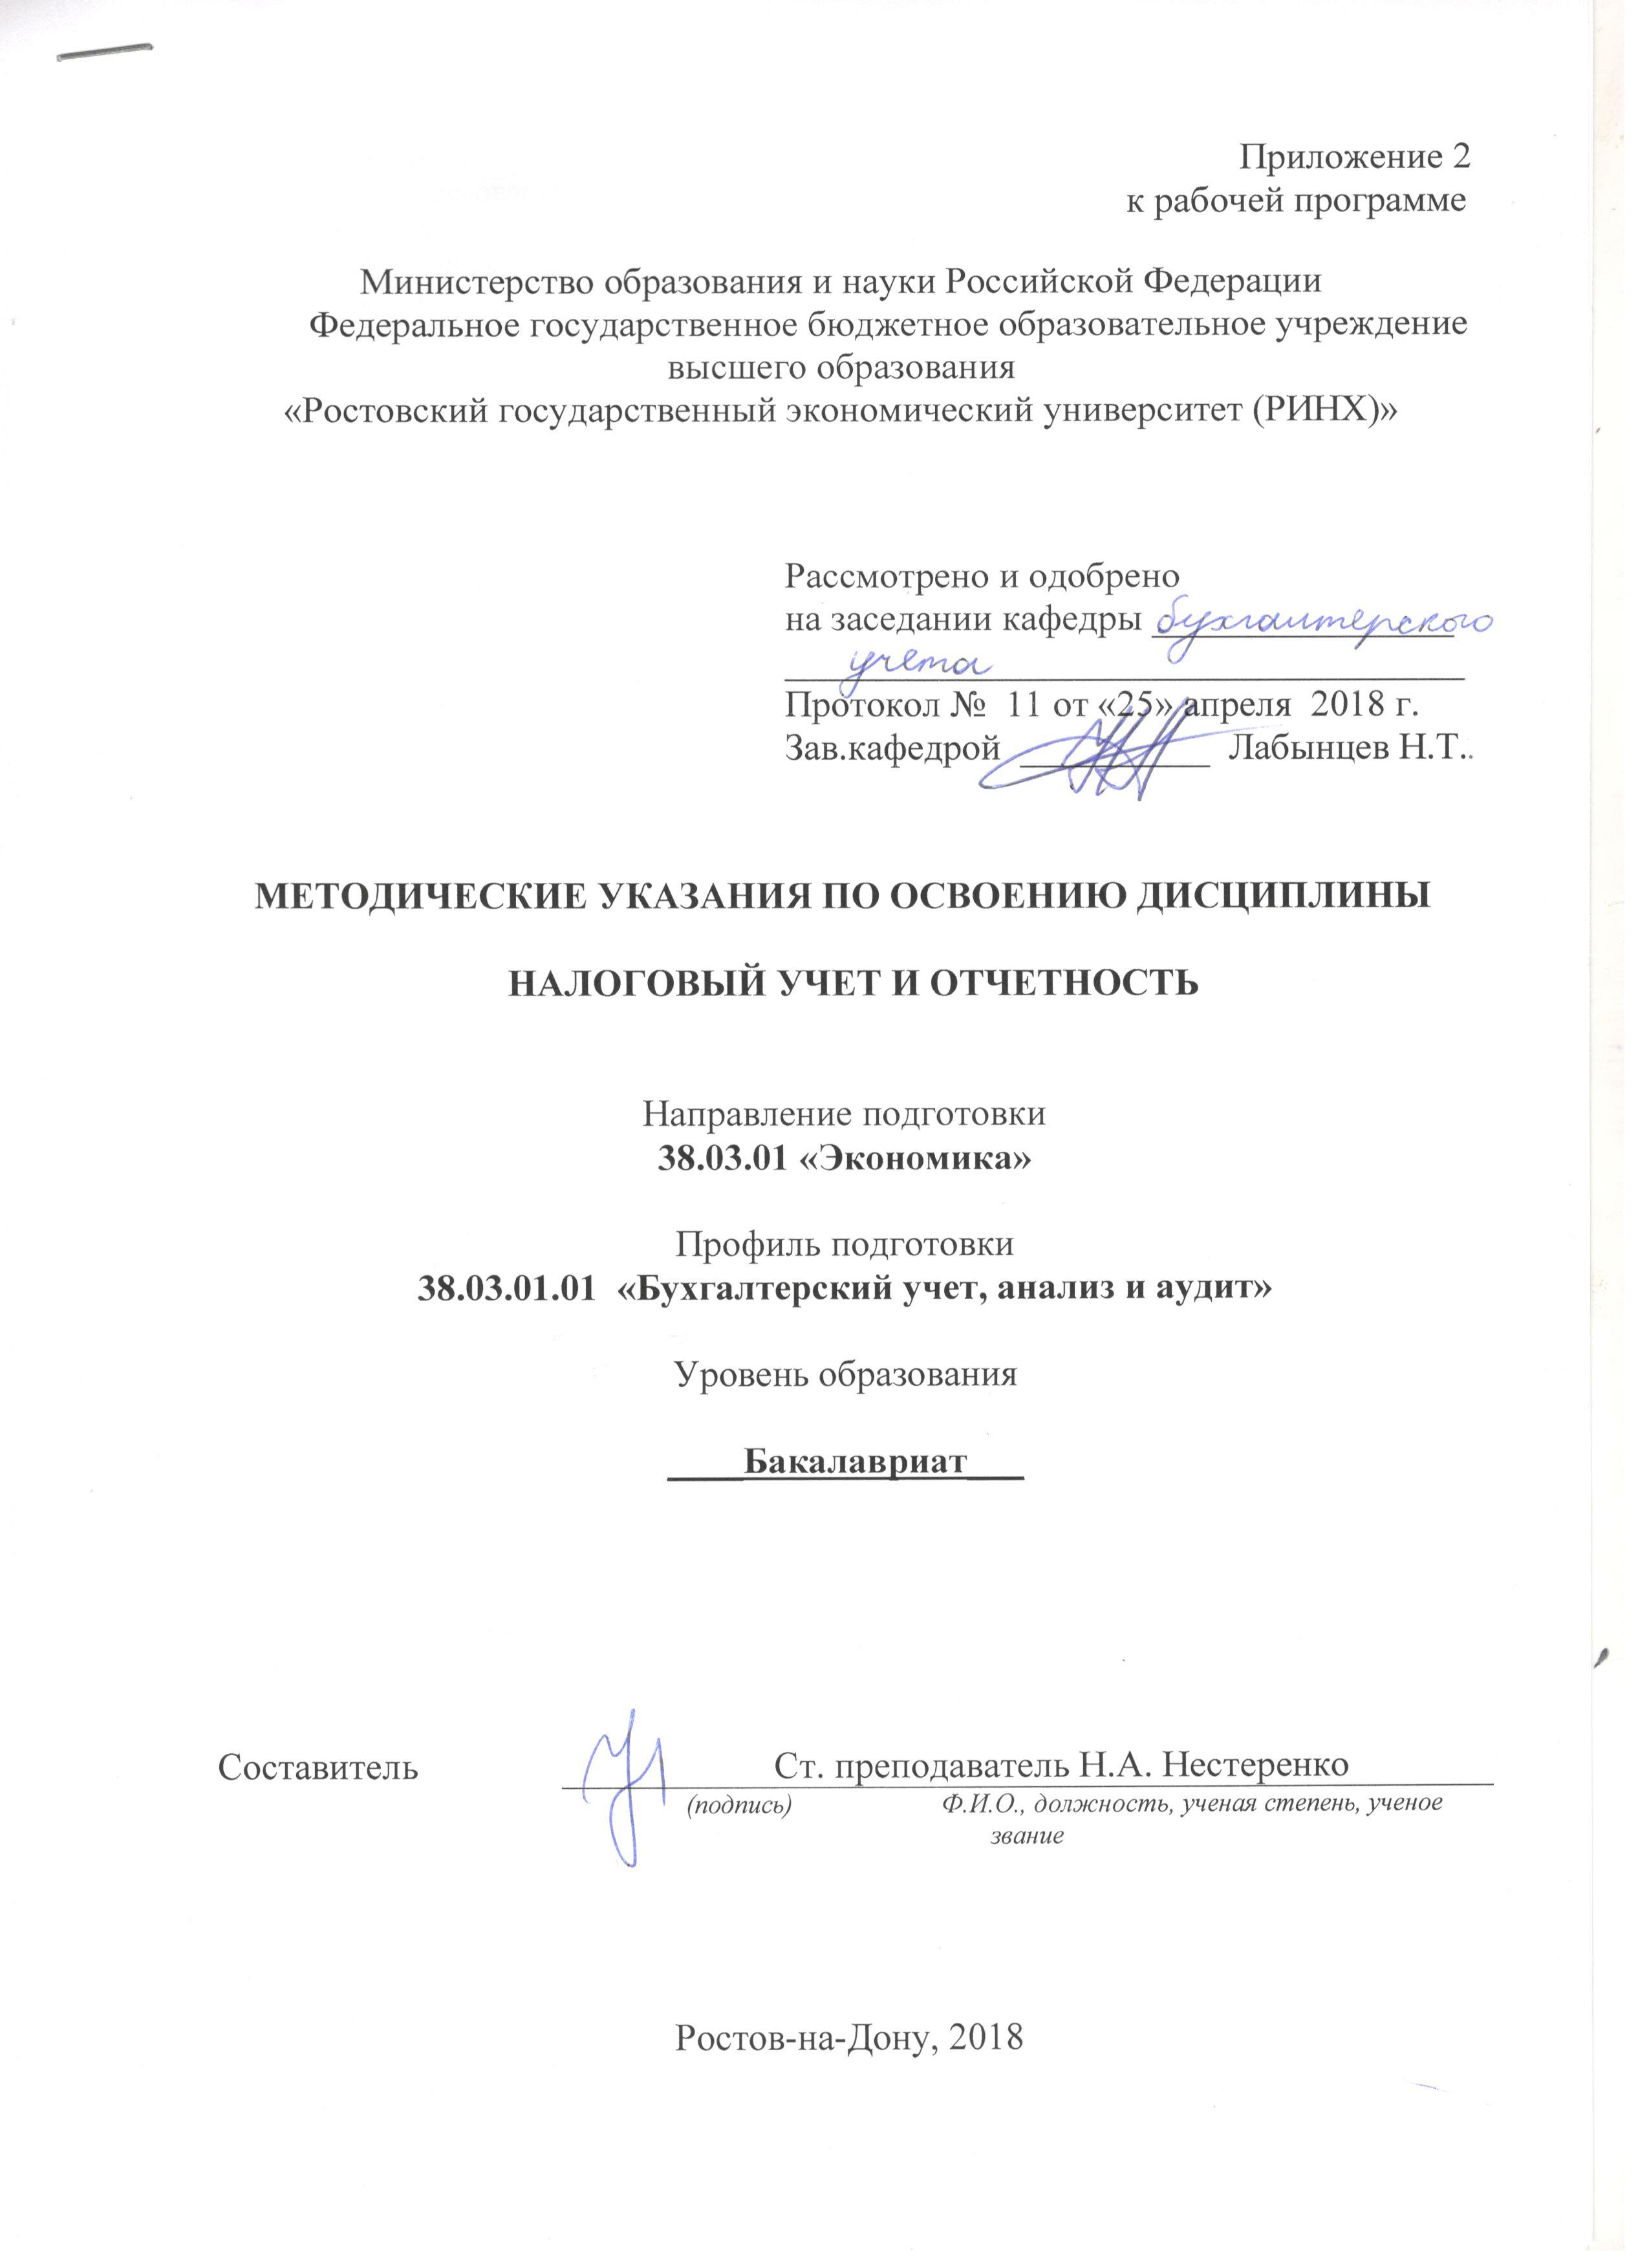 Приложение 2
к рабочей программе
Министерство образования и науки Российской Федерации
Федеральное государственное бюджетное образовательное учреждение
высшего образования
«Ростовский государственный экономический университет (РИНХ)»
Рассмотрено и одобрено
на заседании кафедры бухгалтерского
учета
Протокол № 11 от «25» апреля 2018 г.
Зав.кафедрой Лабынцев Н.Т..
МЕТОДИЧЕСКИЕ УКАЗАНИЯ ПО ОСВОЕНИЮ ДИСЦИПЛИНЫ
НАЛОГОВЫЙ УЧЕТ И ОТЧЕТНОСТЬ
Направление подготовки
38.03.01 «Экономика»
Профиль подготовки
38.03.01.01 «Бухгалтерский учет, анализ и аудит»
Уровень образования
Бакалавриат
Составитель Ст. преподаватель Н.А. Нестеренко
(подпись) Ф.И.О., должность, ученая степень, ученое
звание
Ростов-на-Дону, 2018